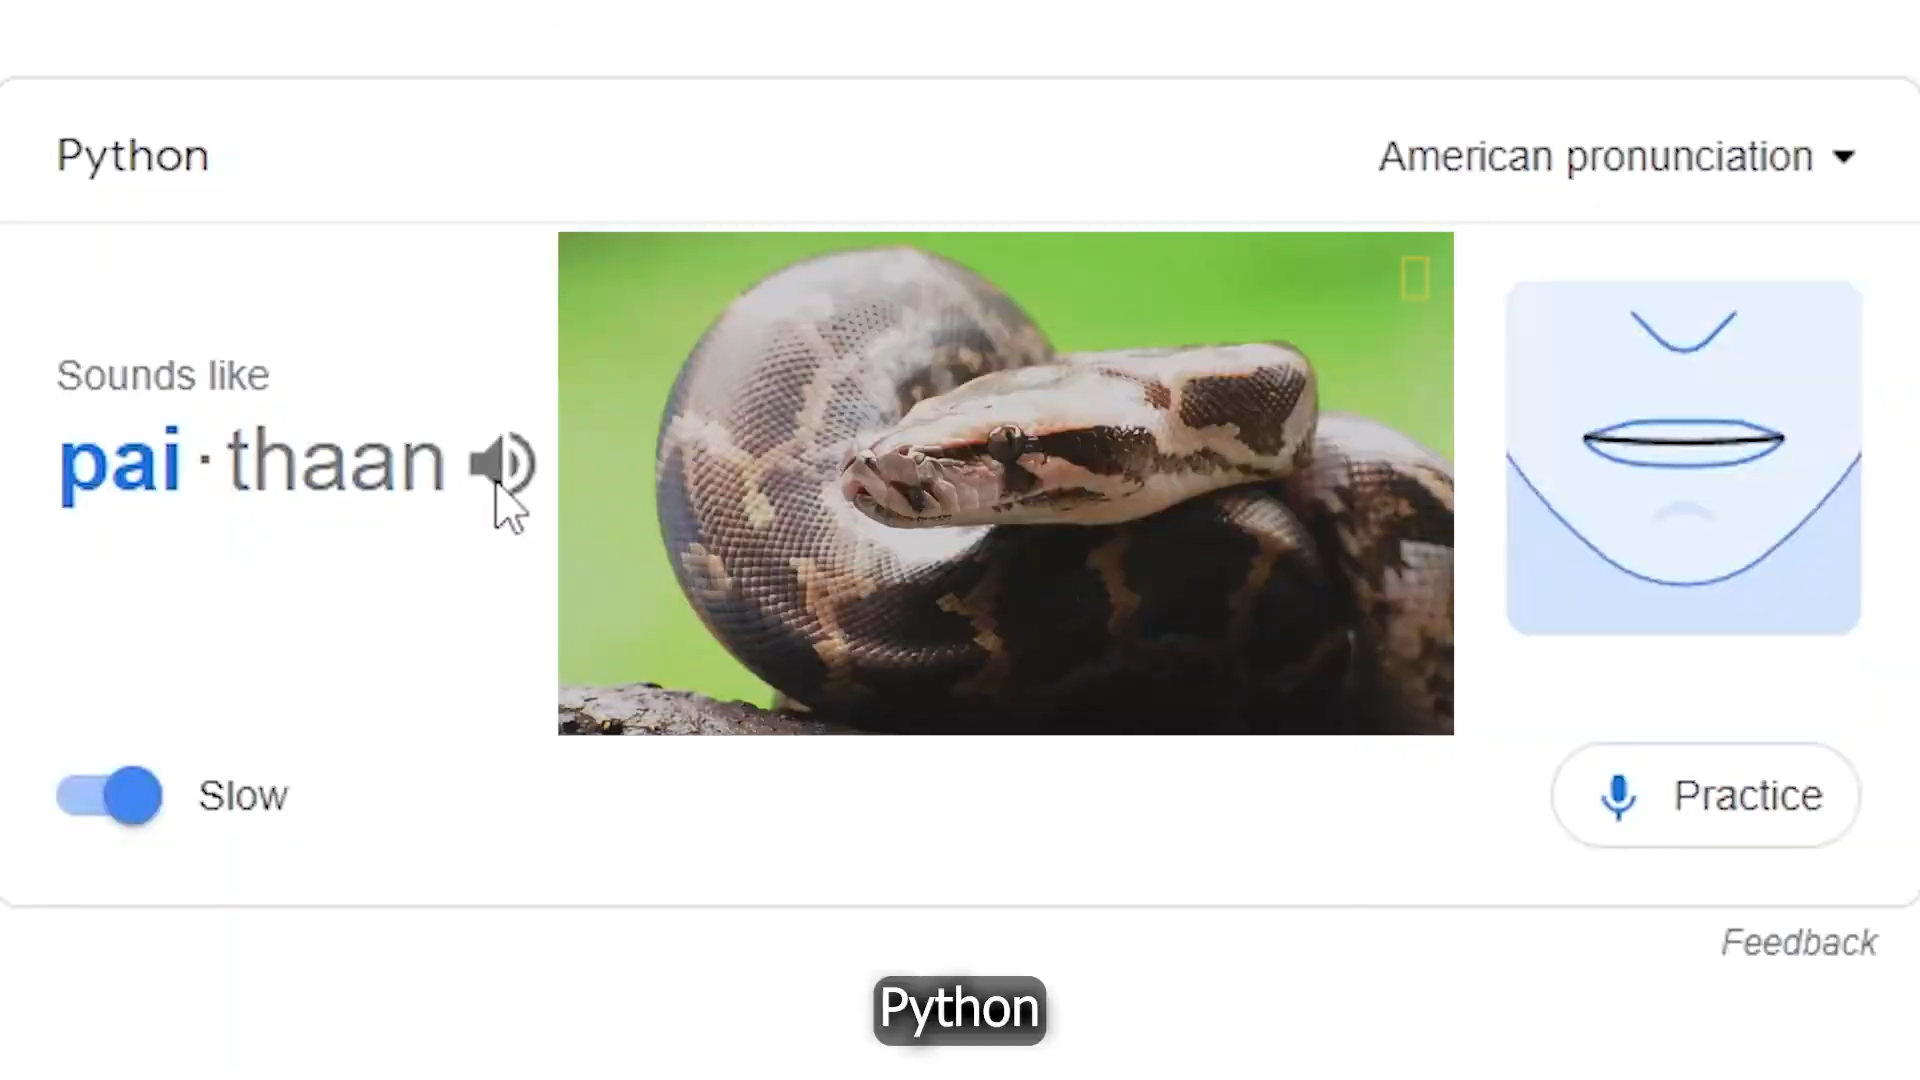 Python
American pronunciation
Sounds like
pai·thaan
Slow
Practice
Feedback
Python